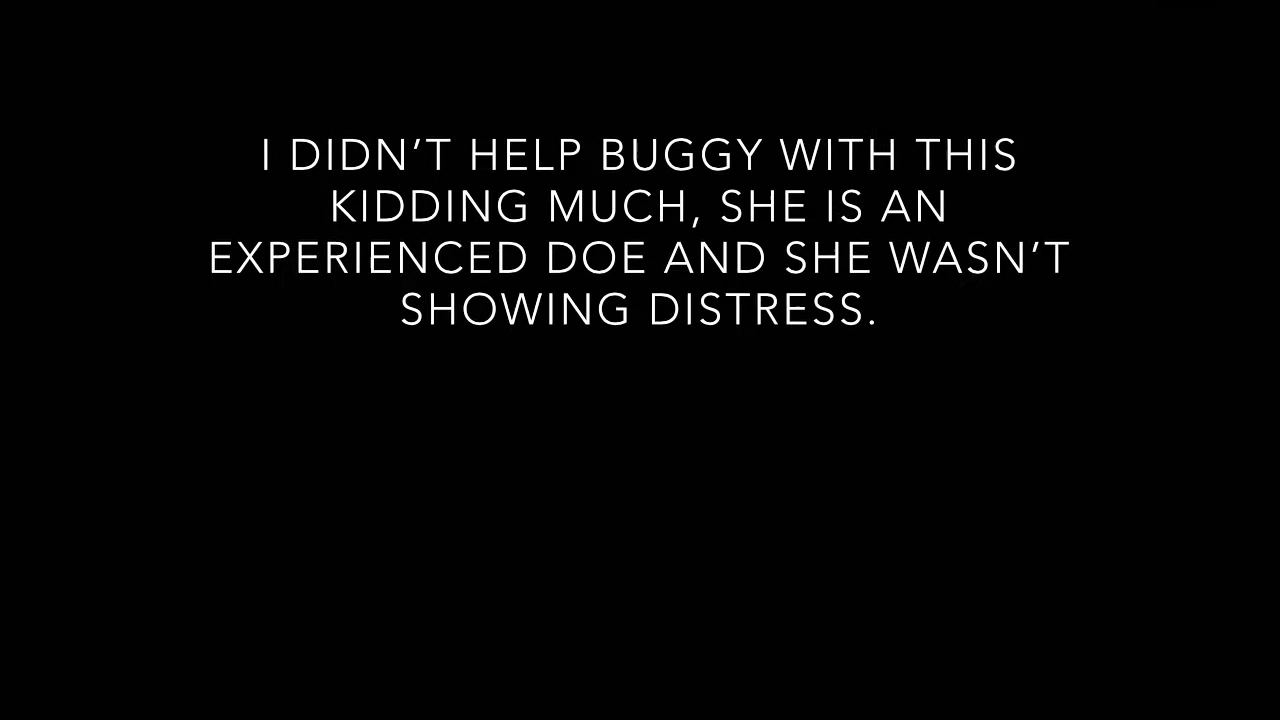 I DIDN’T HELP BUGGY WITH THIS
KIDDING MUCH, SHE IS AN
EXPERIENCED DOE AND SHE WASN’T
SHOWING DISTRESS.